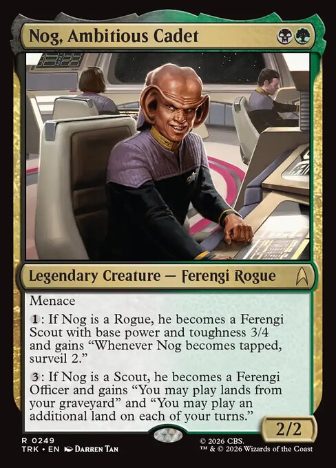 Nog, Ambitious Cadet
Legendary Creature — Ferengi Rogue
Menace
1: If Nog is a Rogue, he becomes a Ferengi
Scout with base power and toughness 3/4
and gains “Whenever Nog becomes tapped,
surveil 2.”
3: If Nog is a Scout, he becomes a Ferengi
Officer and gains “You may play lands from
your graveyard” and “You may play an
additional land on each of your turns.”
2/2
R 0249
TRK • EN DARREN TAN
© 2026 CBS.
™ & © 2026 Wizards of the Coast